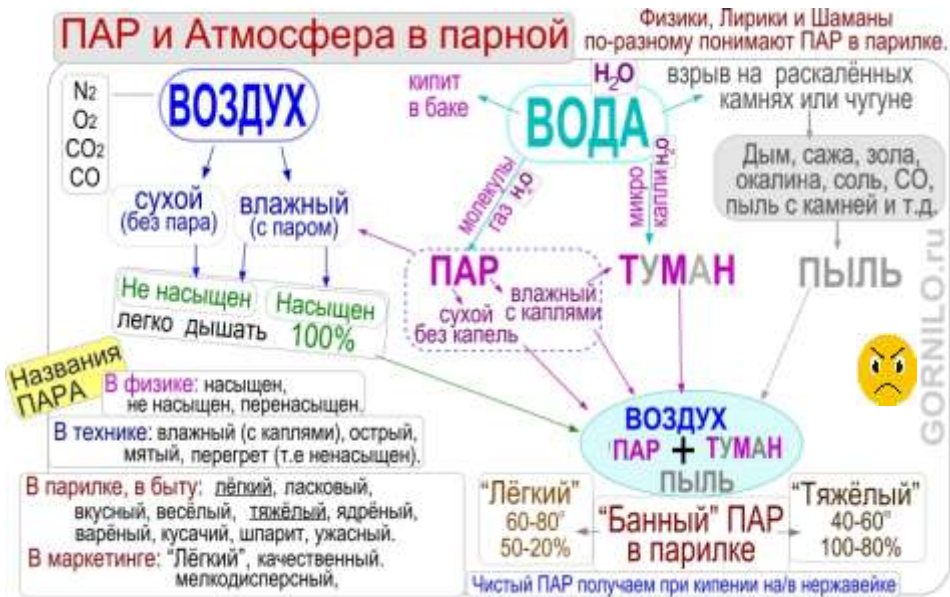 ПАР и Атмосфера в парной
Физики, Лирики и Шаманы
по-разному понимают ПАР в парилке.
N2
O2
CO2
CO
ВОЗДУХ
кипит
в баке
H2O
ВОДА
взрыв на раскалённых
камнях или чугуне
Дым, сажа, зола,
окалина, соль, СО,
пыль с камней и т.д.
сухой
(без пара)
влажный
(с паром)
молекулы
газ H2O
микро
капли H2O
ПАР
сухой
без капель
влажный
с каплями
ТУМАН
ПЫЛЬ
Не насыщен
легко дышать
Насыщен
100%
Названия
ПАРА
В физике: насыщен,
не насыщен, перенасыщен.
В технике: влажный (с каплями), острый,
мятый, перегрет (т.е ненасыщен).
В парилке, в быту: лёгкий, ласковый,
вкусный, весёлый, тяжёлый, ядрёный,
варёный, кусачий, шпарит, ужасный.
В маркетинге: "Лёгкий", качественный.
мелкодисперсный,
ВОЗДУХ
ПАР + ТУМАН
ПЫЛЬ
"Лёгкий"
60-80°
50-20%
"Банный" ПАР
в парилке
"Тяжёлый"
40-60°
100-80%
Чистый ПАР получаем при кипении на/в нержавейке
GORNILO.ru